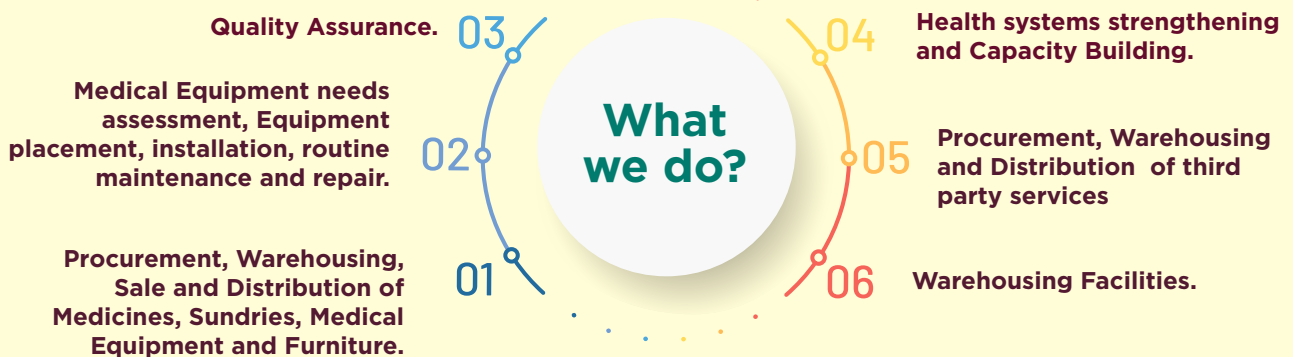 What
we do?
01
Procurement, Warehousing,
Sale and Distribution of
Medicines, Sundries, Medical
Equipment and Furniture.
02
Medical Equipment needs
assessment, Equipment
placement, installation, routine
maintenance and repair.
03
Quality Assurance.
04
Health systems strengthening
and Capacity Building.
05
Procurement, Warehousing
and Distribution of third
party services
06
Warehousing Facilities.